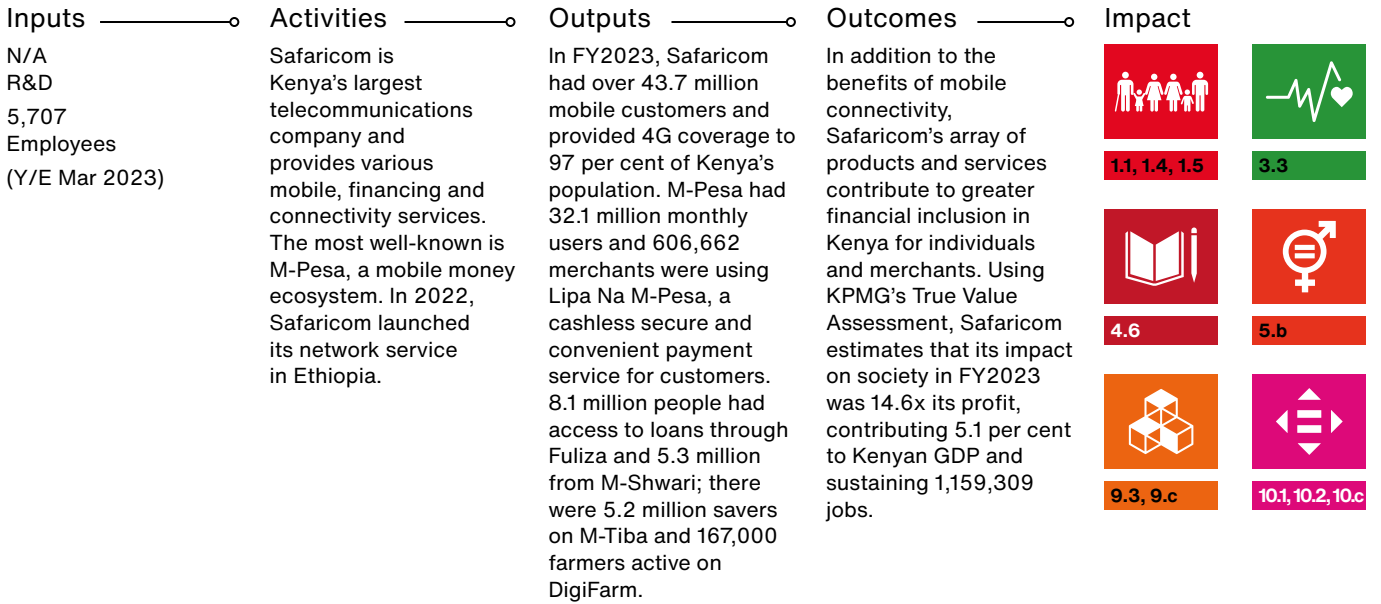 Inputs
N/A
R&D
5,707
Employees
(Y/E Mar 2023)
Activities
Safaricom is
Kenya's largest
telecommunications
company and
provides various
mobile, financing and
connectivity services.
The most well-known is
M-Pesa, a mobile money
ecosystem. In 2022,
Safaricom launched
its network service
in Ethiopia.
Outputs
In FY2023, Safaricom
had over 43.7 million
mobile customers and
provided 4G coverage to
97 per cent of Kenya's
population. M-Pesa had
32.1 million monthly
users and 606,662
merchants were using
Lipa Na M-Pesa, a
cashless secure and
convenient payment
service for customers.
8.1 million people had
access to loans through
Fuliza and 5.3 million
from M-Shwari; there
were 5.2 million savers
on M-Tiba and 167,000
farmers active on
DigiFarm.
Outcomes
In addition to the
benefits of mobile
connectivity,
Safaricom's array of
products and services
contribute to greater
financial inclusion in
Kenya for individuals
and merchants. Using
KPMG's True Value
Assessment, Safaricom
estimates that its impact
on society in FY2023
was 14.6x its profit,
contributing 5.1 per cent
to Kenyan GDP and
sustaining 1,159,309
jobs.
Impact
1.1, 1.4, 1.5
3.3
4.6
5.b
9.3, 9.c
10.1, 10.2, 10.c